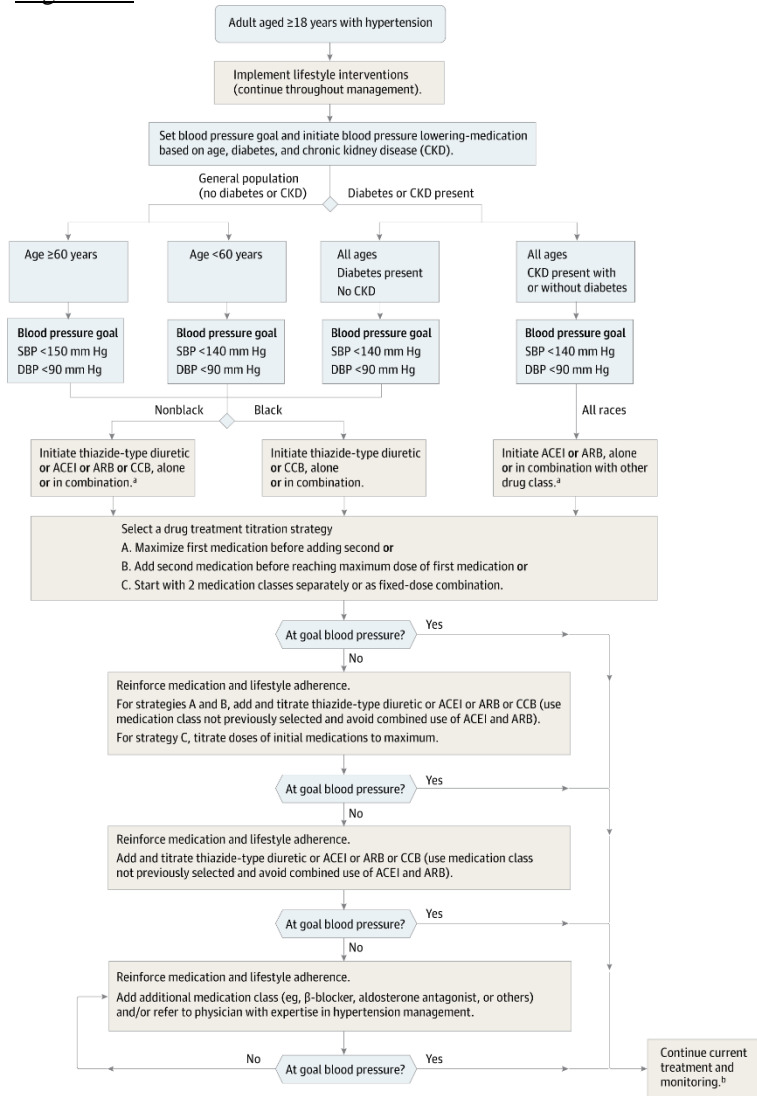 Adult aged ≥18 years with hypertension
Implement lifestyle interventions
(continue throughout management).
Set blood pressure goal and initiate blood pressure lowering-medication
based on age, diabetes, and chronic kidney disease (CKD).
General population
(no diabetes or CKD)
Diabetes or CKD present
Age ≥60 years
Age <60 years
All ages
Diabetes present
No CKD
All ages
CKD present with
or without diabetes
Blood pressure goal
SBP <150 mm Hg
DBP <90 mm Hg
Blood pressure goal
SBP <140 mm Hg
DBP <90 mm Hg
Blood pressure goal
SBP <140 mm Hg
DBP <90 mm Hg
Blood pressure goal
SBP <140 mm Hg
DBP <90 mm Hg
Nonblack
Black
All races
Initiate thiazide-type diuretic
or ACEI or ARB or CCB, alone
or in combination.a
Initiate thiazide-type diuretic
or CCB, alone
or in combination.
Initiate ACEI or ARB, alone
or in combination with other
drug class.a
Select a drug treatment titration strategy
A. Maximize first medication before adding second or
B. Add second medication before reaching maximum dose of first medication or
C. Start with 2 medication classes separately or as fixed-dose combination.
At goal blood pressure?
Yes
No
Reinforce medication and lifestyle adherence.
For strategies A and B, add and titrate thiazide-type diuretic or ACEI or ARB or CCB (use
medication class not previously selected and avoid combined use of ACEI and ARB).
For strategy C, titrate doses of initial medications to maximum.
At goal blood pressure?
Yes
No
Reinforce medication and lifestyle adherence.
Add and titrate thiazide-type diuretic or ACEI or ARB or CCB (use medication class
not previously selected and avoid combined use of ACEI and ARB).
At goal blood pressure?
Yes
No
Reinforce medication and lifestyle adherence.
Add additional medication class (eg, β-blocker, aldosterone antagonist, or others)
and/or refer to physician with expertise in hypertension management.
No
At goal blood pressure?
Yes
Continue current
treatment and
monitoring.b